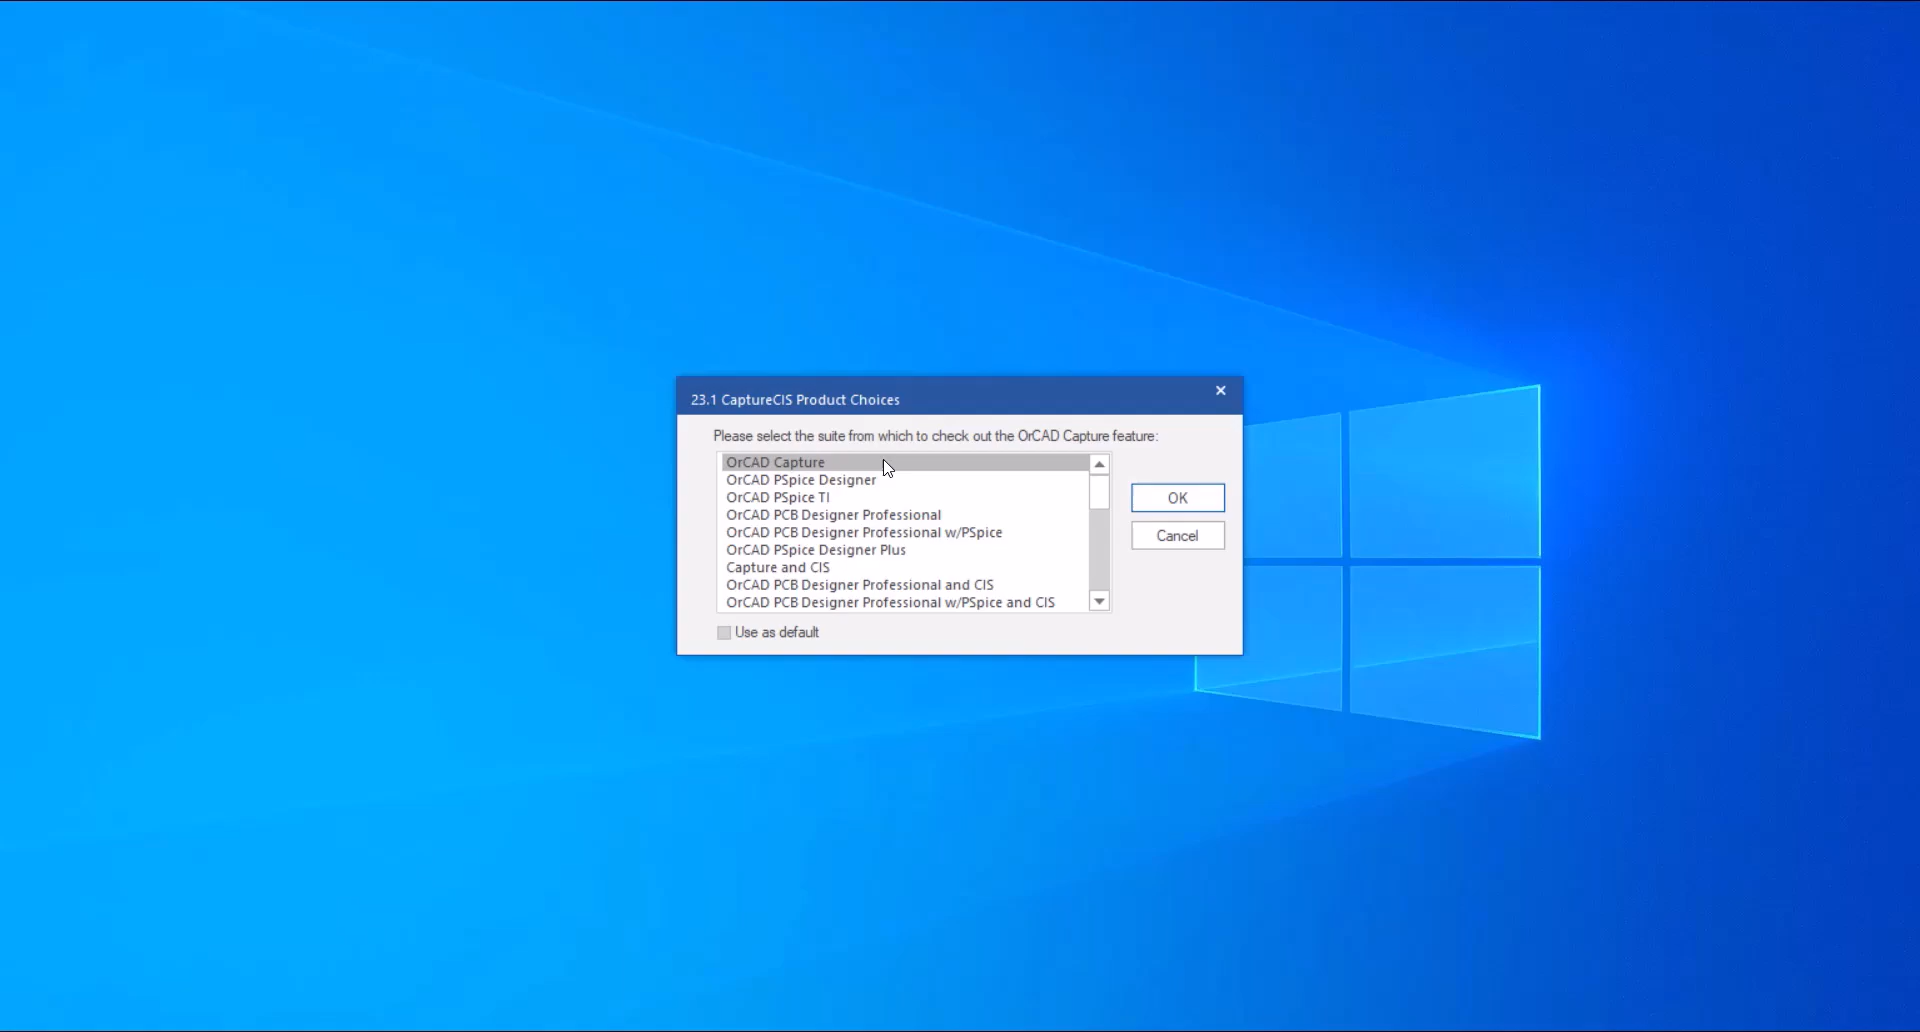 23.1 CaptureCIS Product Choices
Please select the suite from which to check out the OrCAD Capture feature:
OrCAD Capture
OrCAD PSpice Designer
OrCAD PSpice TI
OrCAD PCB Designer Professional
OrCAD PCB Designer Professional w/PSpice
OrCAD PSpice Designer Plus
Capture and CIS
OrCAD PCB Designer Professional and CIS
OrCAD PCB Designer Professional w/PSpice and CIS
OK
Cancel
Use as default